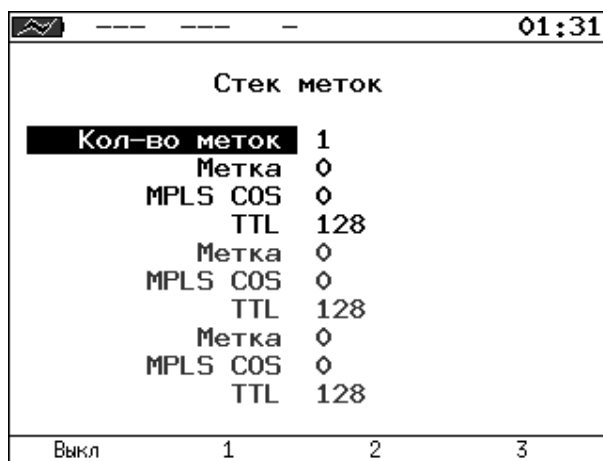 --- --- - 01:31
Стек меток
Кол-во меток 1
Метка 0
MPLS COS 0
TTL 128
Метка 0
MPLS COS 0
TTL 128
Метка 0
MPLS COS 0
TTL 128
Выкл 1 2 3